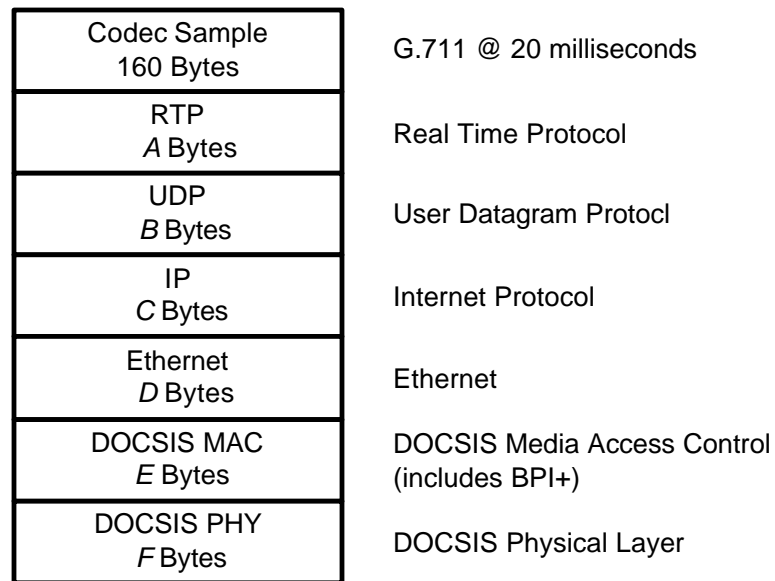 Codec Sample
160 Bytes
G.711 @ 20 milliseconds
RTP
A Bytes
Real Time Protocol
UDP
B Bytes
User Datagram Protocl
IP
C Bytes
Internet Protocol
Ethernet
D Bytes
Ethernet
DOCSIS MAC
E Bytes
DOCSIS Media Access Control
(includes BPI+)
DOCSIS PHY
F Bytes
DOCSIS Physical Layer